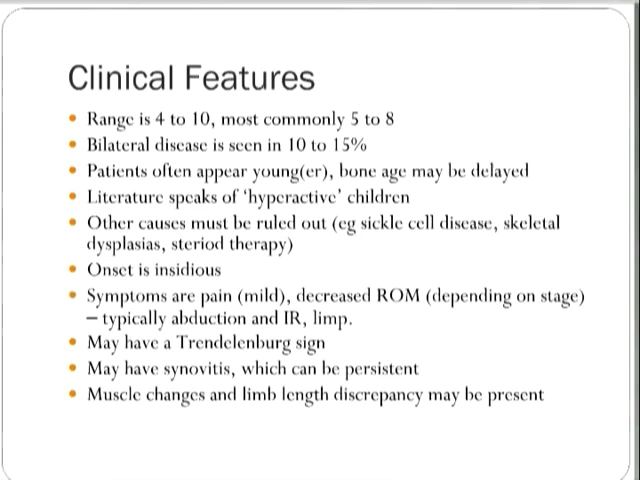 Clinical Features
• Range is 4 to 10, most commonly 5 to 8
• Bilateral disease is seen in 10 to 15%
• Patients often appear young(er), bone age may be delayed
• Literature speaks of ‘hyperactive’ children
• Other causes must be ruled out (eg sickle cell disease, skeletal
dysplasias, steriod therapy)
• Onset is insidious
• Symptoms are pain (mild), decreased ROM (depending on stage)
– typically abduction and IR, limp.
• May have a Trendelenburg sign
• May have synovitis, which can be persistent
• Muscle changes and limb length discrepancy may be present